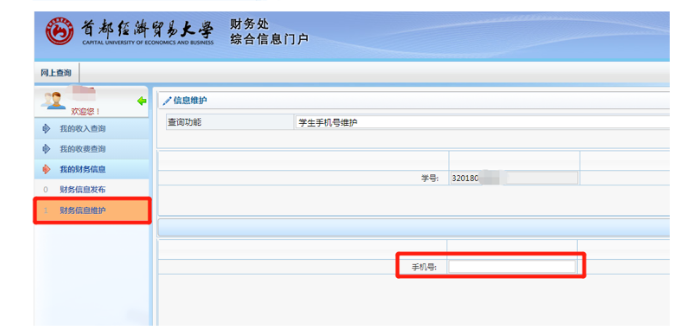 首都经济贸易大学
CAPITAL UNIVERSITY OF ECONOMICS AND BUSINESS
财务处
综合信息门户
网上查询
欢迎您！
我的收入查询
我的收费查询
我的财务信息
0 财务信息发布
1 财务信息维护
信息维护
查询功能 学生手机号维护
学号: 320180
手机号: